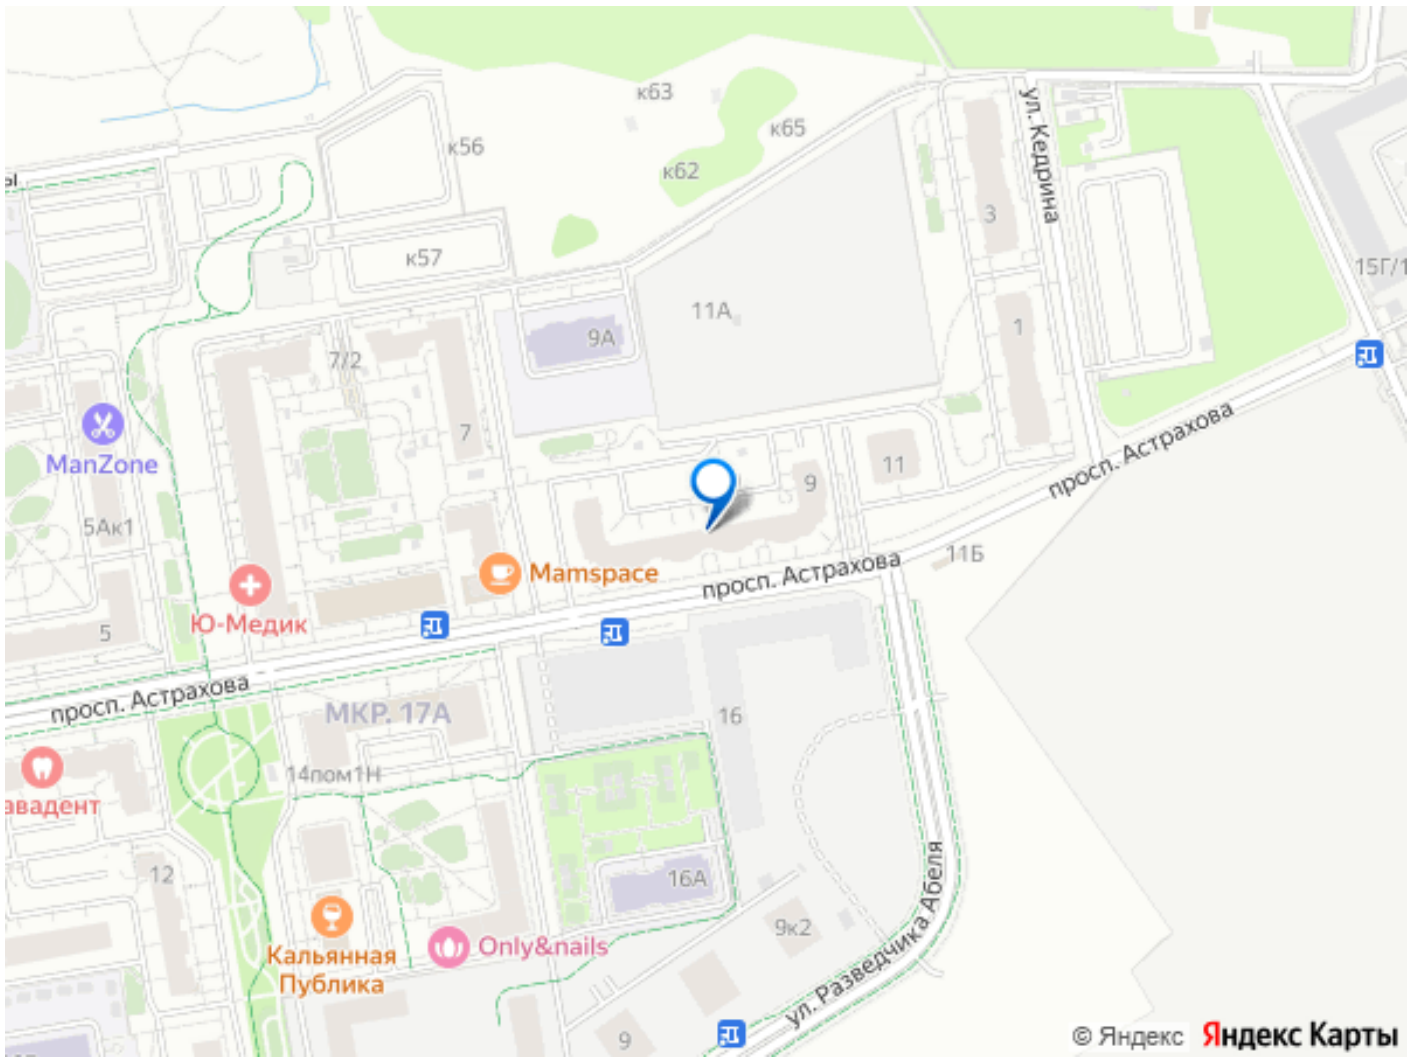 к63
к65
к56
к62
ул. Кедрина
ы
3
к57
15Г/1
11А
1
9А
7/2
7
ManZone
11
9
5Ак1
просп. Астрахова
11Б
Mamspace
просп. Астрахова
Ю-Медик
5
просп. Астрахова
МКР. 17А
16
14пом1Н
авадент
12
16А
9к2
ул. Разведчика Абеля
Кальянная
Публика
Only&nails
9
© Яндекс Яндекс Карты